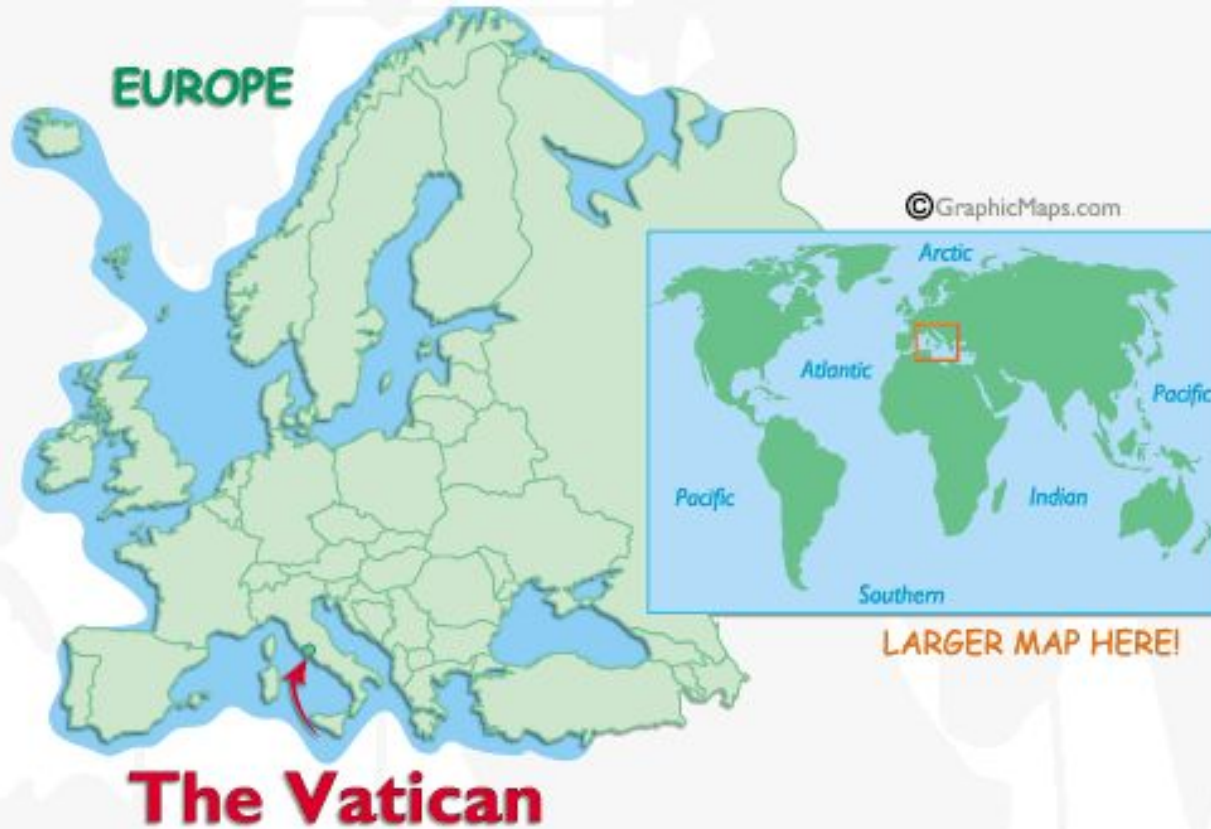 EUROPE
©GraphicMaps.com
Arctic
Atlantic
Pacific
Pacific
Indian
Southern
LARGER MAP HERE!
The Vatican